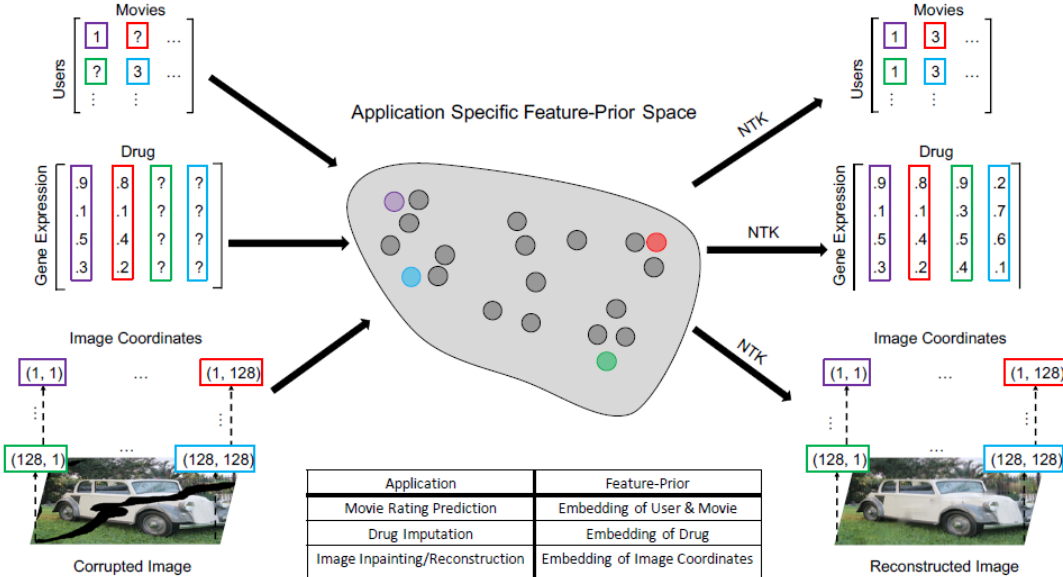 Movies
Users
1 ? ...
? 3 ...
⋮ ⋮
Drug
Gene Expression
.9 .8 ? ?
.1 .1 ? ?
.5 .4 ? ?
.3 .2 ? ?
Image Coordinates
(1, 1) ... (1, 128)
⋮ ⋮
(128, 1) ... (128, 128)
Corrupted Image
Application Specific Feature-Prior Space
NTK
NTK
NTK
Movies
Users
1 3 ...
1 3 ...
⋮ ⋮
Drug
Gene Expression
.9 .8 .9 .2
.1 .1 .3 .7
.5 .4 .5 .6
.3 .2 .4 .1
Image Coordinates
(1, 1) ... (1, 128)
⋮ ⋮
(128, 1) ... (128, 128)
Reconstructed Image
Application Feature-Prior
Movie Rating Prediction Embedding of User & Movie
Drug Imputation Embedding of Drug
Image Inpainting/Reconstruction Embedding of Image Coordinates